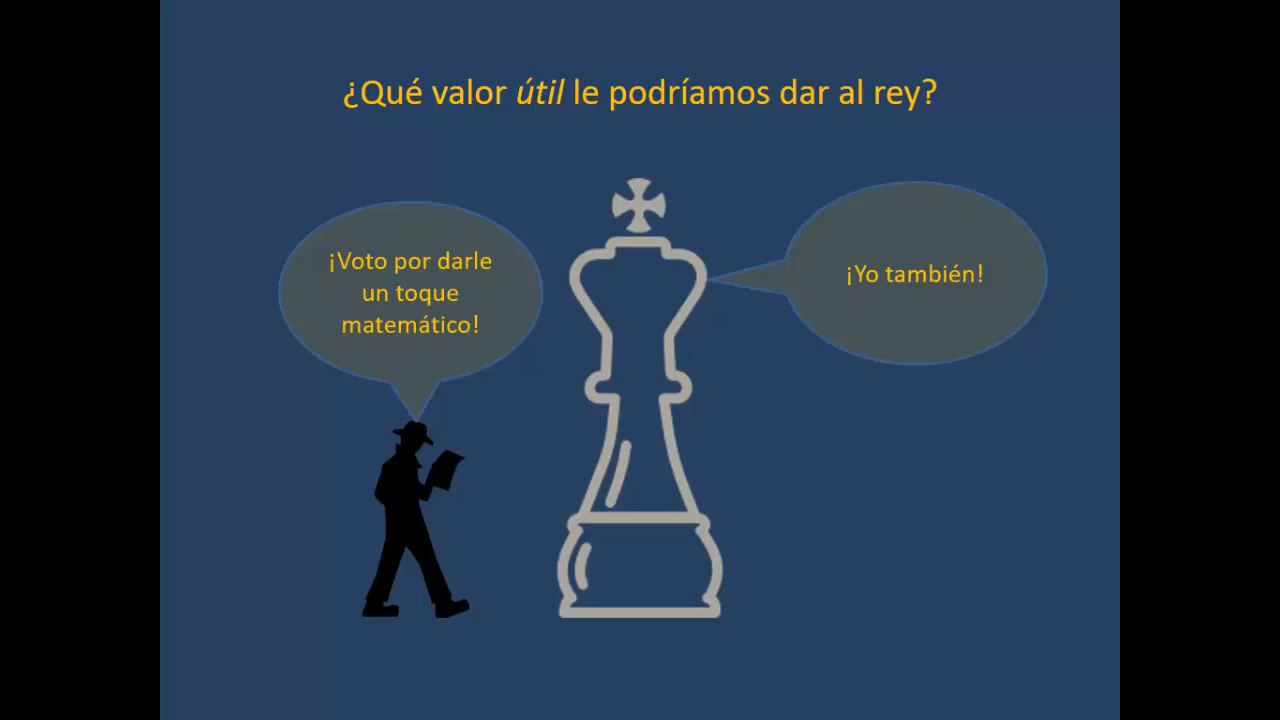 ¿Qué valor útil le podríamos dar al rey?
¡Voto por darle
un toque
matemático!
¡Yo también!